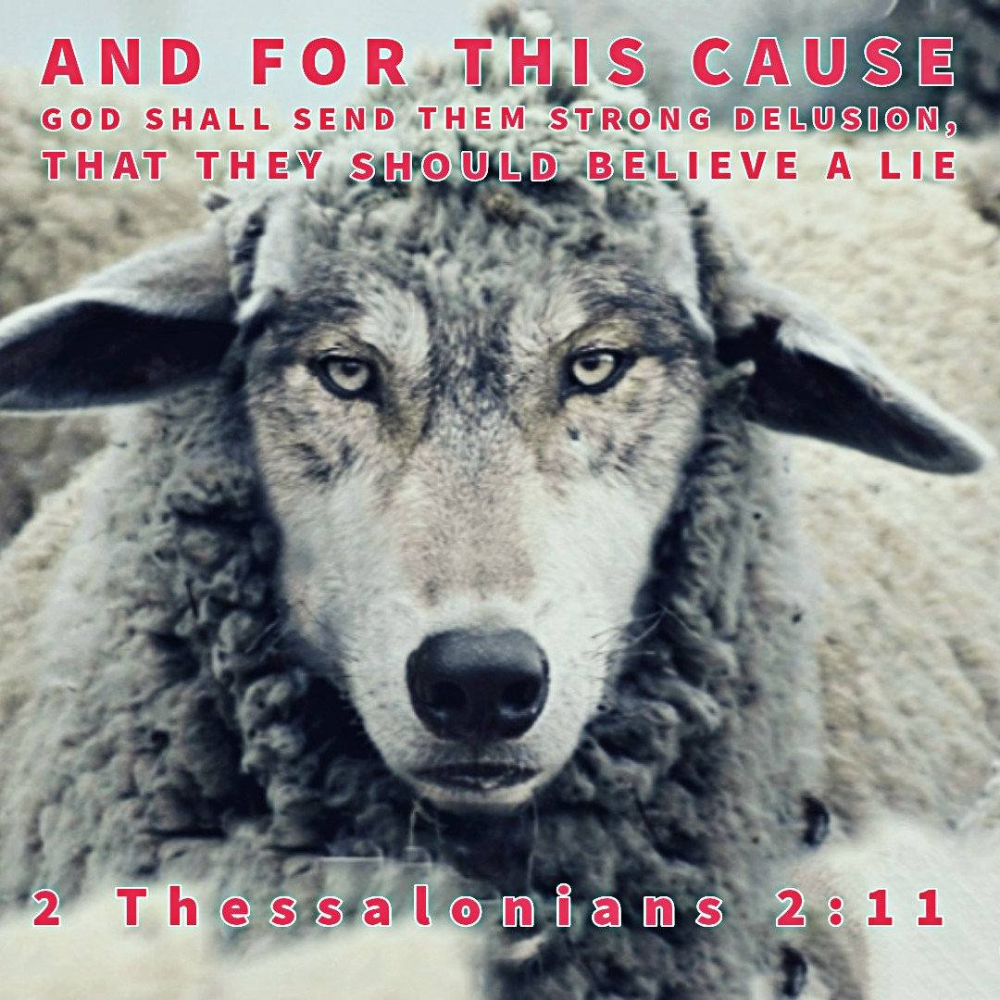 AND FOR THIS CAUSE
GOD SHALL SEND THEM STRONG DELUSION,
THAT THEY SHOULD BELIEVE A LIE
2 Thessalonians 2:11